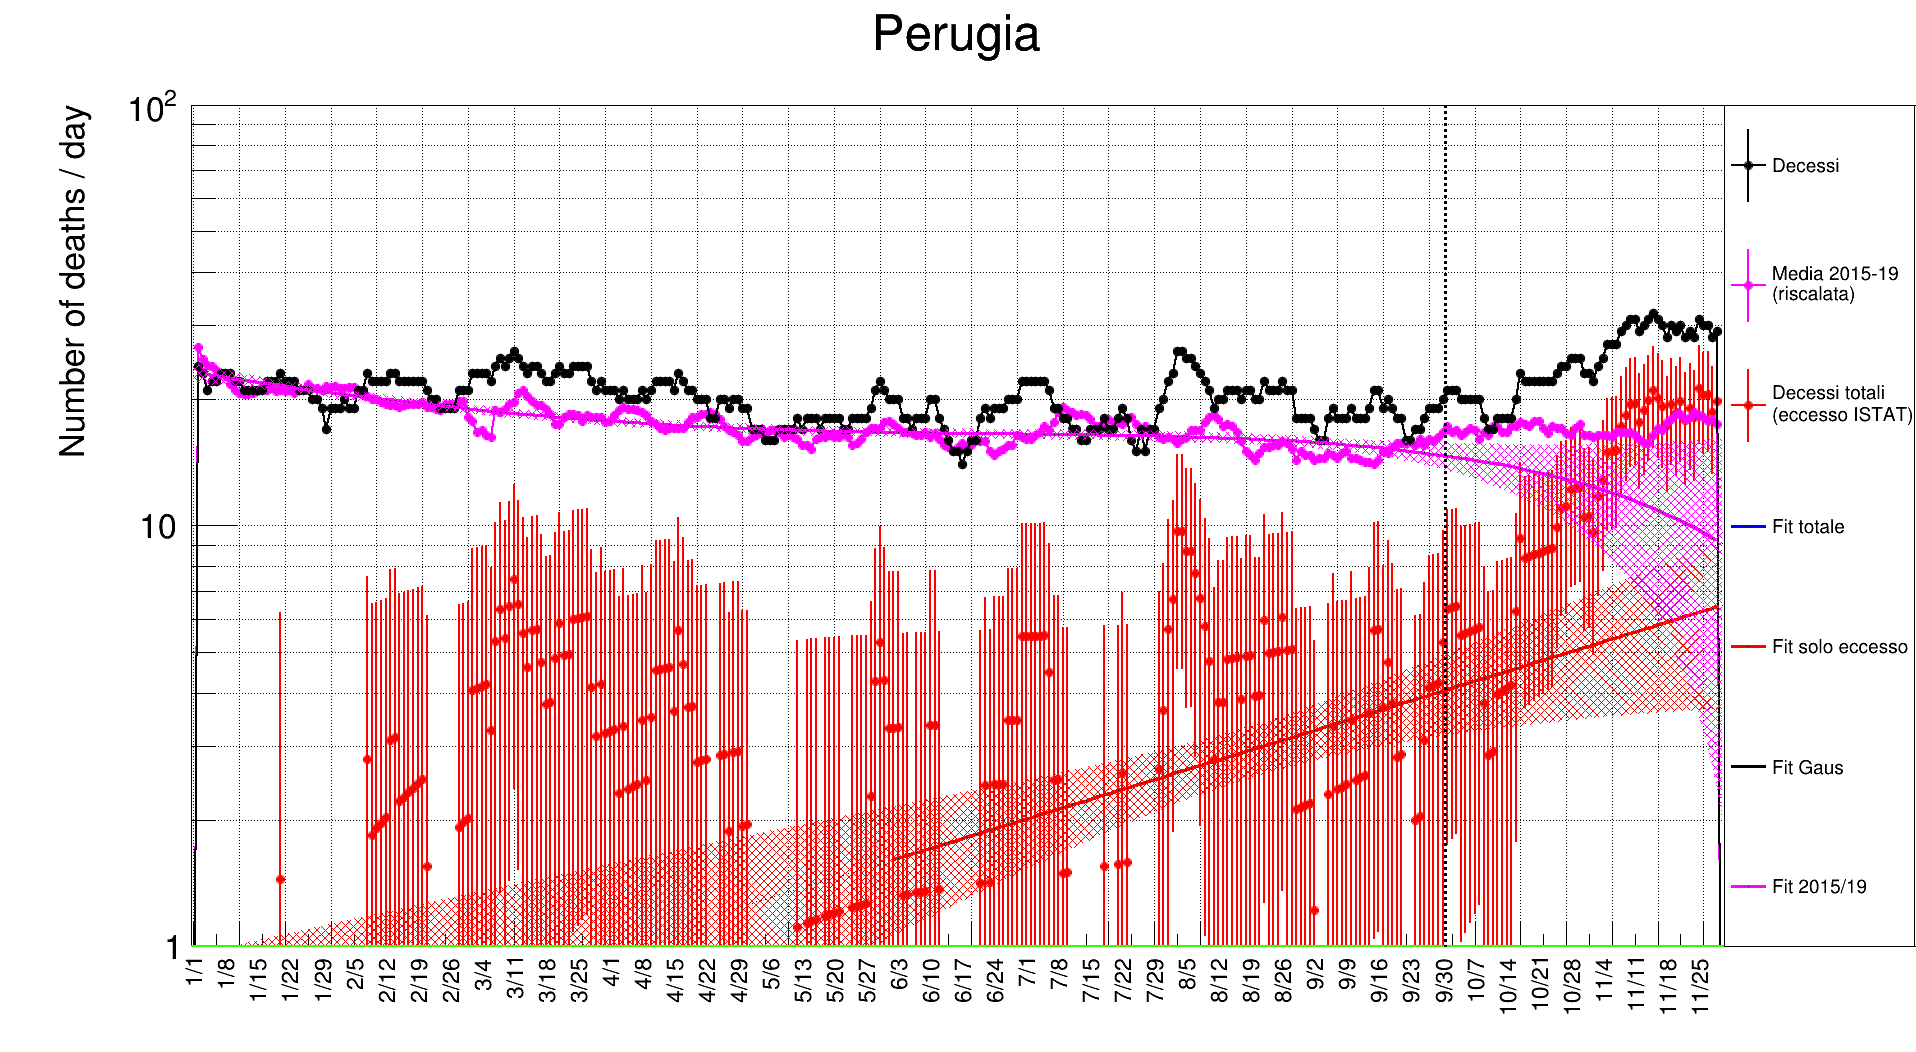 Perugia
Number of deaths / day
10²
10
1
1/1 1/8 1/15 1/22 1/29 2/5 2/12 2/19 2/26 3/4 3/11 3/18 3/25 4/1 4/8 4/15 4/22 4/29 5/6 5/13 5/20 5/27 6/3 6/10 6/17 6/24 7/1 7/8 7/15 7/22 7/29 8/5 8/12 8/19 8/26 9/2 9/9 9/16 9/23 9/30 10/7 10/14 10/21 10/28 11/4 11/11 11/18 11/25
Decessi
Media 2015-19
(riscalata)
Decessi totali
(eccesso ISTAT)
Fit totale
Fit solo eccesso
Fit Gaus
Fit 2015/19